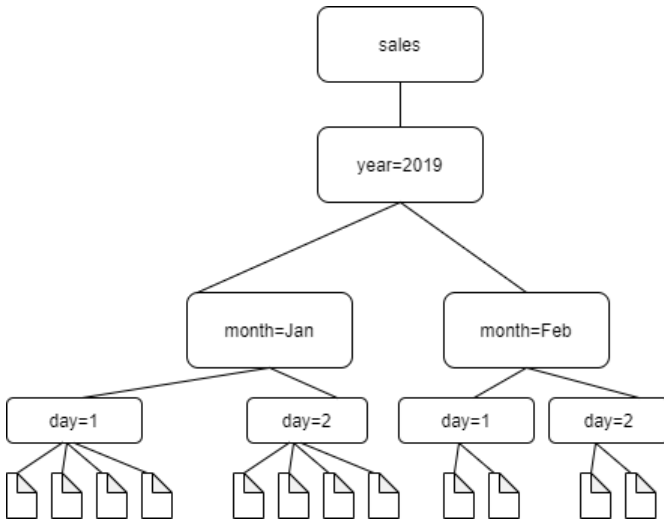 sales
year=2019
month=Jan
month=Feb
day=1
day=2
day=1
day=2